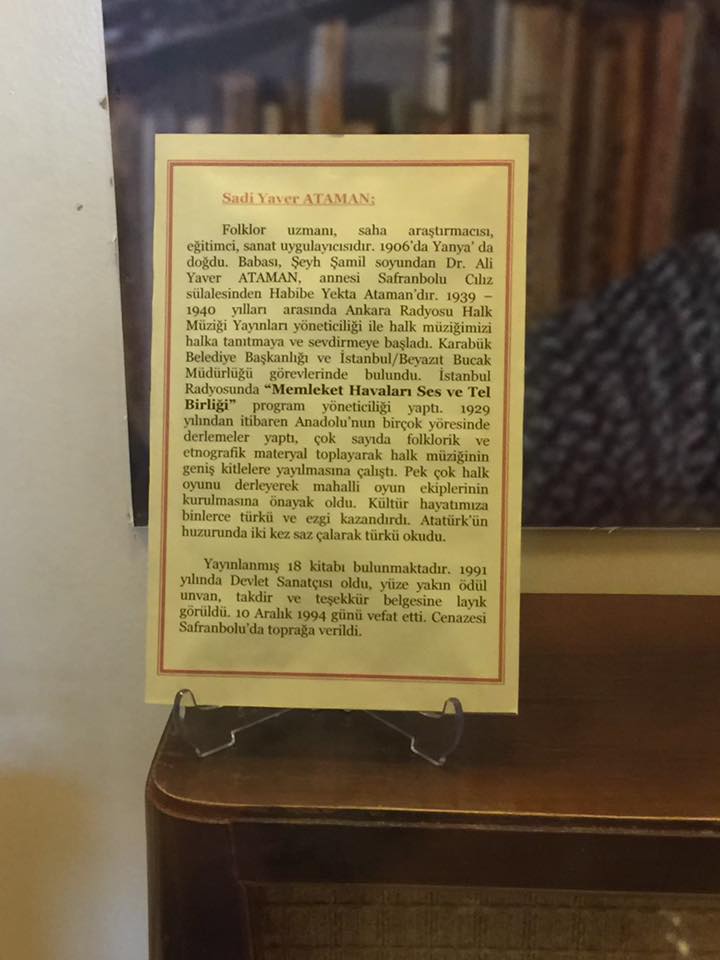 Sadi Yaver ATAMAN;
Folklor uzmanı, saha araştırmacısı,
eğitimci, sanat uygulayıcısıdır. 1906'da Yanya' da
doğdu. Babası, Şeyh Şamil soyundan Dr. Ali
Yaver ATAMAN, annesi Safranbolu Cılız
sülalesinden Habibe Yekta Ataman'dır. 1939 –
1940 yılları arasında Ankara Radyosu Halk
Müziği Yayınları yöneticiliği ile halk müziğimizi
halka tanıtmaya ve sevdirmeye başladı. Karabük
Belediye Başkanlığı ve İstanbul/Beyazıt Bucak
Müdürlüğü görevlerinde bulundu. İstanbul
Radyosunda "Memleket Havaları Ses ve Tel
Birliği" program yöneticiliği yaptı. 1929
yılından itibaren Anadolu'nun birçok yöresinde
derlemeler yaptı, çok sayıda folklorik ve
etnografik materyal toplayarak halk müziğinin
geniş kitlelere yayılmasına çalıştı. Pek çok halk
oyunu derleyerek mahalli oyun ekiplerinin
kurulmasına önayak oldu. Kültür hayatımıza
binlerce türkü ve ezgi kazandırdı. Atatürk'ün
huzurunda iki kez saz çalarak türkü okudu.
Yayınlanmış 18 kitabı bulunmaktadır. 1991
yılında Devlet Sanatçısı oldu, yüze yakın ödül
unvan, takdir ve teşekkür belgesine layık
görüldü. 10 Aralık 1994 günü vefat etti. Cenazesi
Safranbolu'da toprağa verildi.